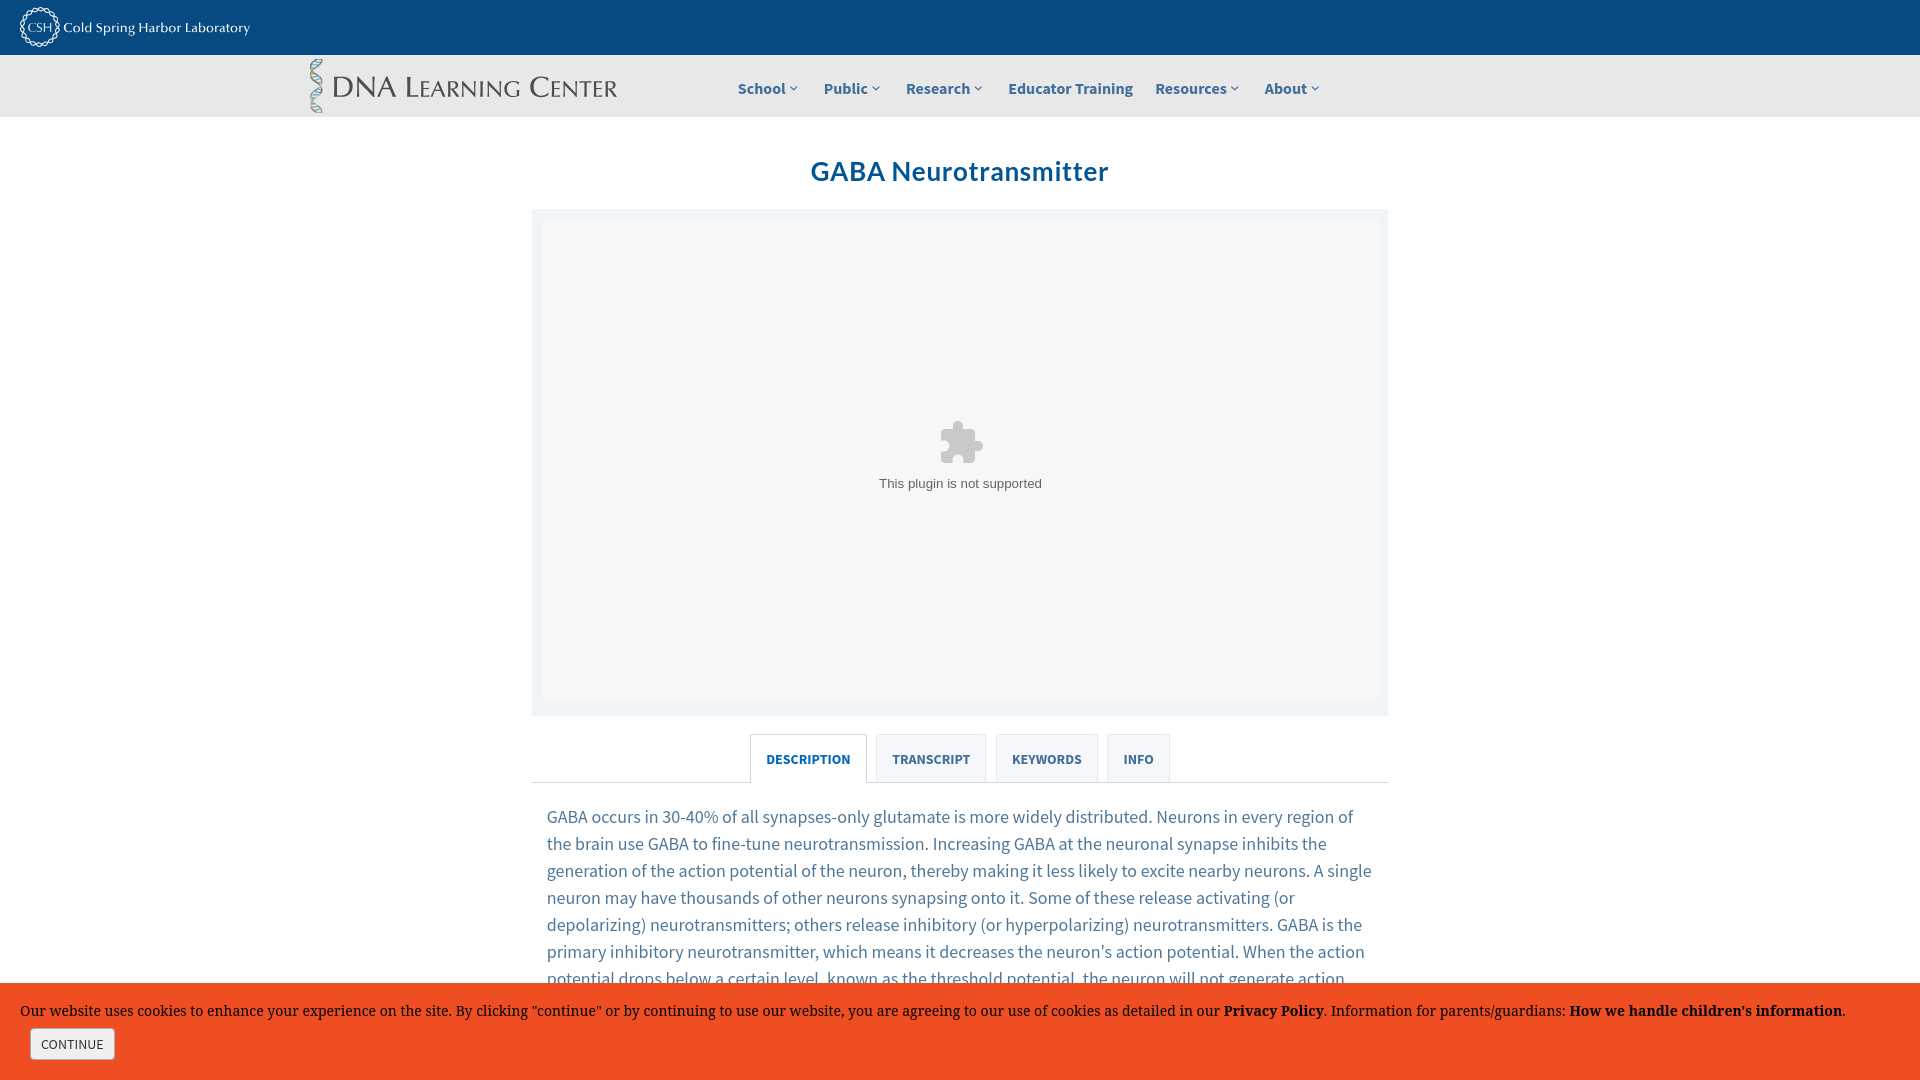 CSH Cold Spring Harbor Laboratory
DNA LEARNING CENTER
School Public Research Educator Training Resources About
GABA Neurotransmitter
This plugin is not supported
DESCRIPTION TRANSCRIPT KEYWORDS INFO
GABA occurs in 30-40% of all synapses-only glutamate is more widely distributed. Neurons in every region of
the brain use GABA to fine-tune neurotransmission. Increasing GABA at the neuronal synapse inhibits the
generation of the action potential of the neuron, thereby making it less likely to excite nearby neurons. A single
neuron may have thousands of other neurons synapsing onto it. Some of these release activating (or
depolarizing) neurotransmitters; others release inhibitory (or hyperpolarizing) neurotransmitters. GABA is the
primary inhibitory neurotransmitter, which means it decreases the neuron's action potential. When the action
potential drops below a certain level, known as the threshold potential, the neuron will not generate action
Our website uses cookies to enhance your experience on the site. By clicking "continue" or by continuing to use our website, you are agreeing to our use of cookies as detailed in our Privacy Policy. Information for parents/guardians: How we handle children's information.
CONTINUE